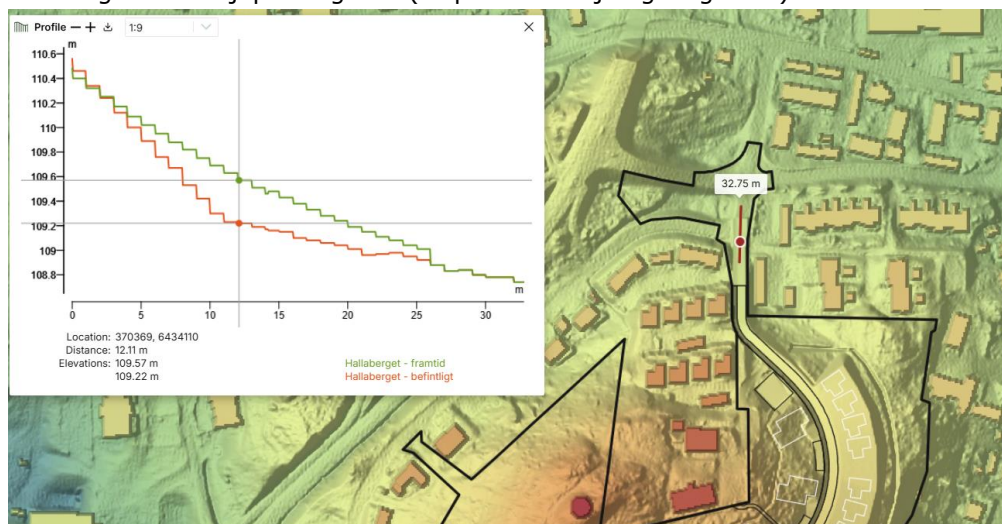 Profile
1:9
m
110.6
110.4
110.2
110
109.8
109.6
109.4
109.2
109
108.8
m
0 5 10 15 20 25 30
Location: 370369, 6434110
Distance: 12.11 m
Elevations: 109.57 m Hallaberget - framtid
109.22 m Hallaberget - befintligt
32.75 m